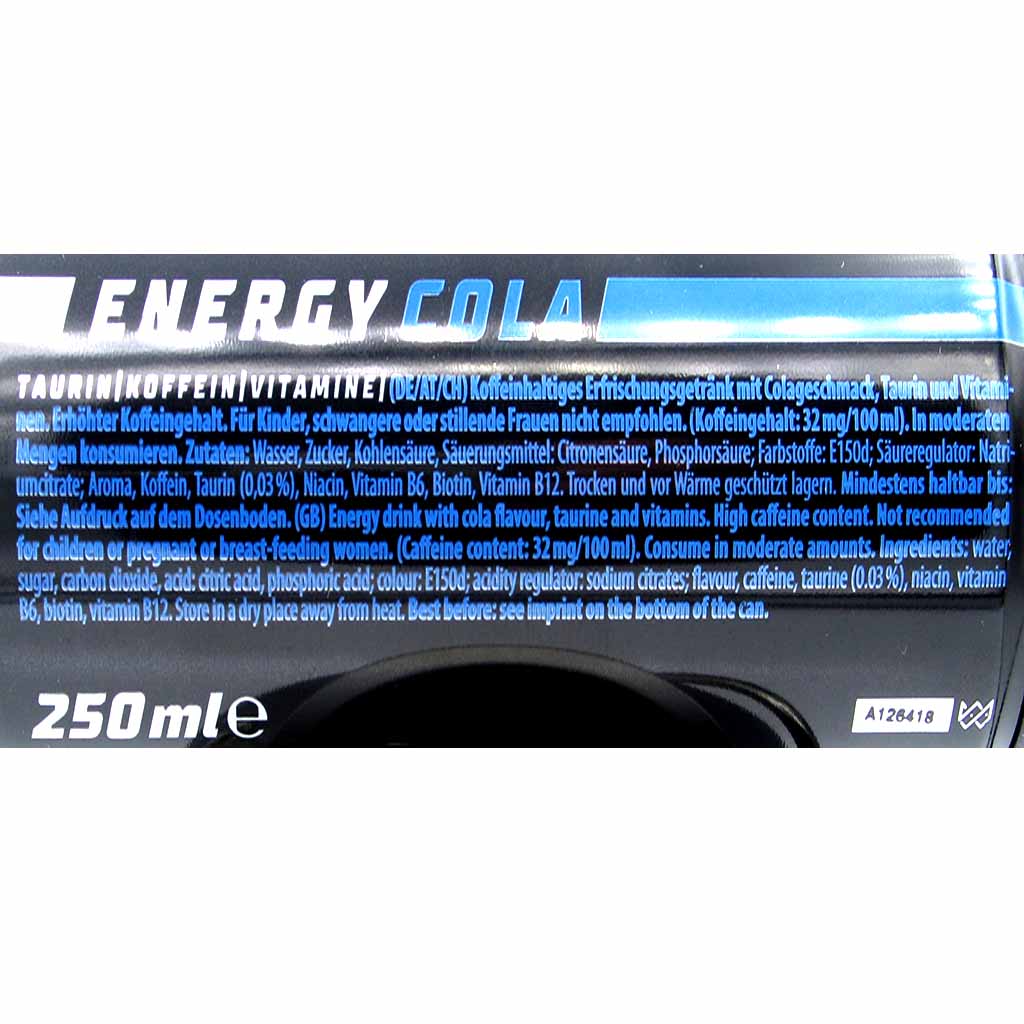 ENERGY COLA
TAURIN|KOFFEIN|VITAMINE| (DE/AT/CH) Koffeinhaltiges Erfrischungsgetränk mit Colageschmack, Taurin und Vitami-
nen. Erhöhter Koffeingehalt. Für Kinder, schwangere oder stillende Frauen nicht empfohlen. (Koffeingehalt: 32 mg/100 ml). In moderaten
Mengen konsumieren. Zutaten: Wasser, Zucker, Kohlensäure, Säuerungsmittel: Citronensäure, Phosphorsäure; Farbstoffe: E150d; Säureregulator: Natri-
umcitrate; Aroma, Koffein, Taurin (0,03 %), Niacin, Vitamin B6, Biotin, Vitamin B12. Trocken und vor Wärme geschützt lagern. Mindestens haltbar bis:
Siehe Aufdruck auf dem Dosenboden. (GB) Energy drink with cola flavour, taurine and vitamins. High caffeine content. Not recommended
for children or pregnant or breast-feeding women. (Caffeine content: 32 mg/100 ml). Consume in moderate amounts. Ingredients: water,
sugar, carbon dioxide, acid: citric acid, phosphoric acid; colour: E150d; acidity regulator: sodium citrates; flavour, caffeine, taurine (0.03 %), niacin, vitamin
B6, biotin, vitamin B12. Store in a dry place away from heat. Best before: see imprint on the bottom of the can.
250 ml e
A126418